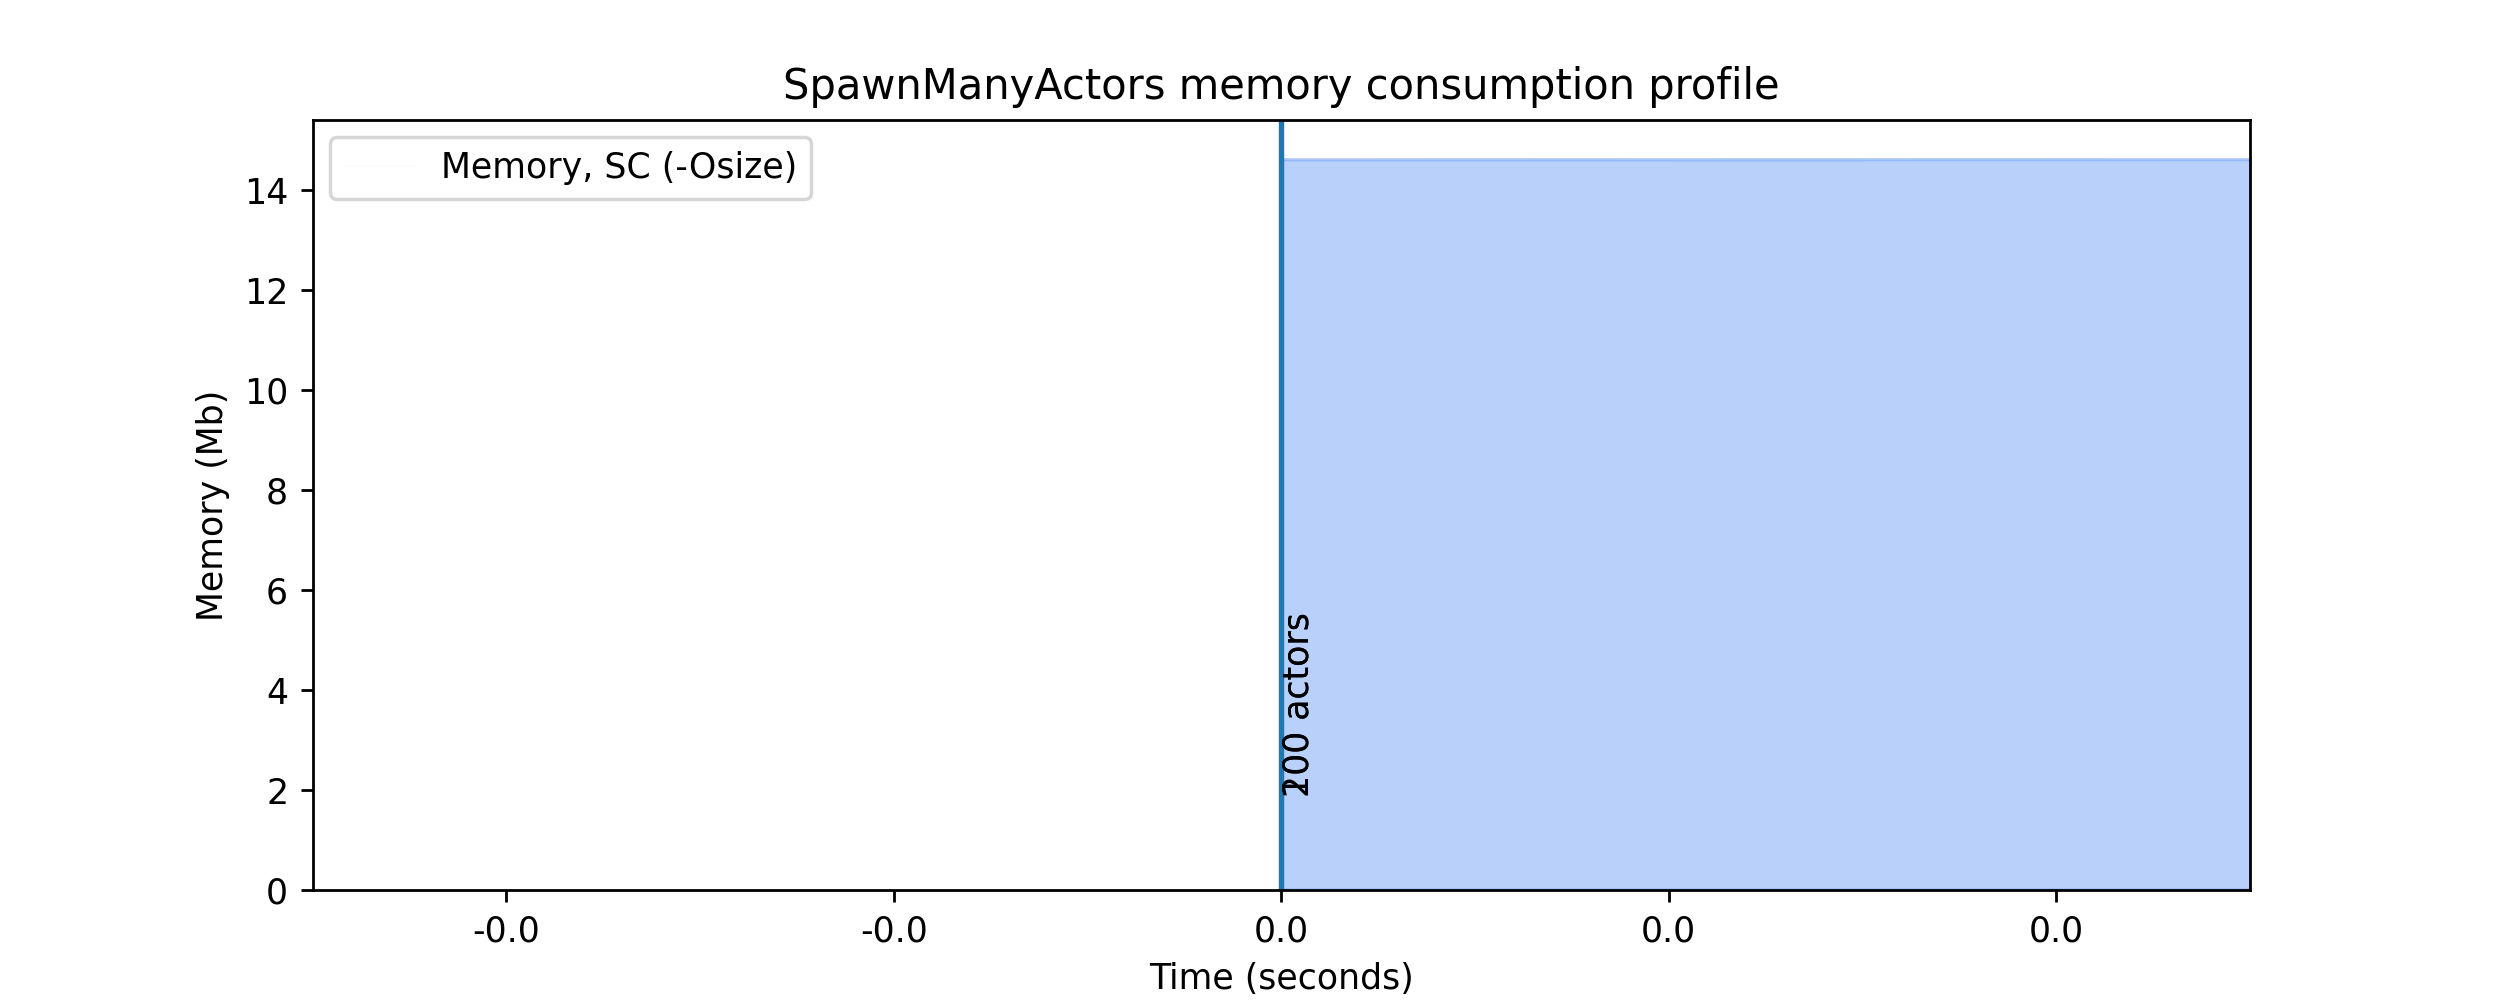 SpawnManyActors memory consumption profile
Memory, SC (-Osize)
Memory (Mb)
14
12
10
8
6
4
2
0
200 actors
-0.0
-0.0
0.0
0.0
0.0
Time (seconds)